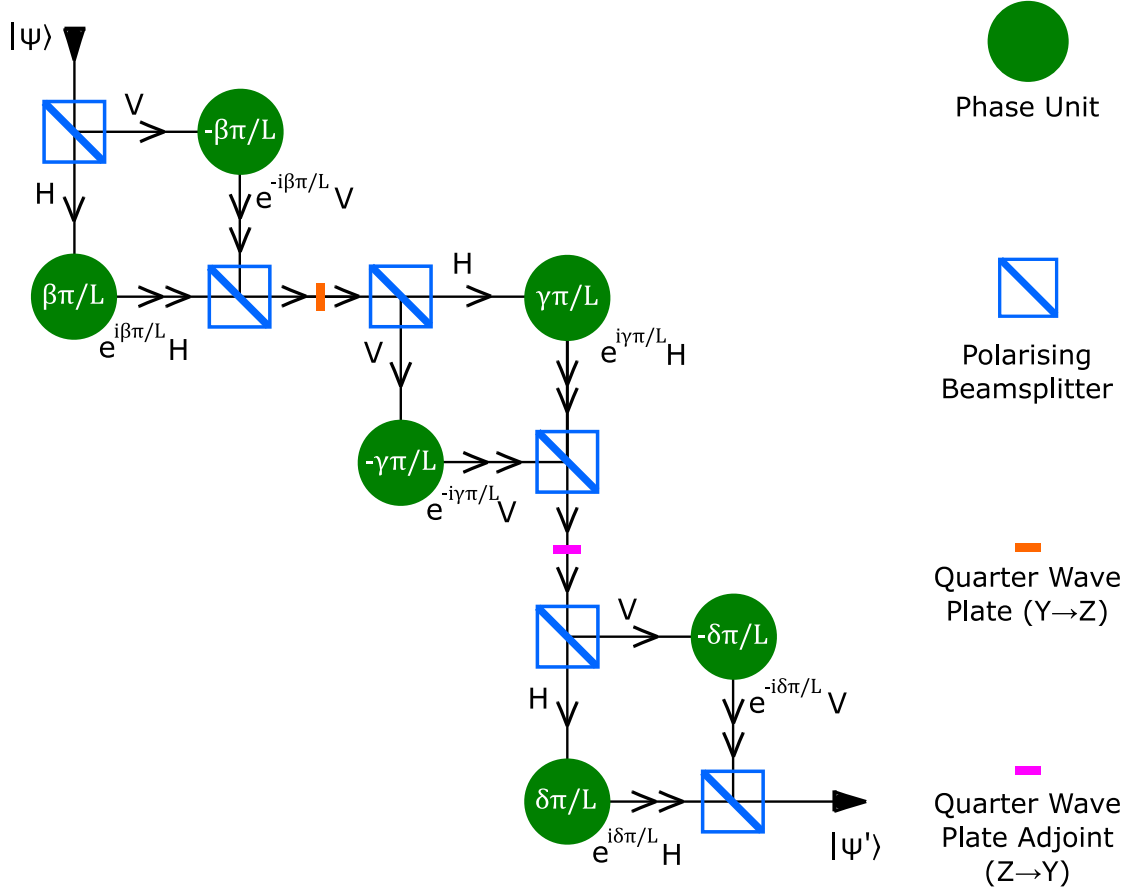 |ψ⟩
V
-βπ/L
Phase Unit
H
e^-iβπ/L V
βπ/L
e^iβπ/L H
H
γπ/L
V
e^iγπ/L H
Polarising
Beamsplitter
-γπ/L
e^-iγπ/L V
Quarter Wave
Plate (Y→Z)
V
-δπ/L
H
e^-iδπ/L V
δπ/L
e^iδπ/L H
|ψ'⟩
Quarter Wave
Plate Adjoint
(Z→Y)